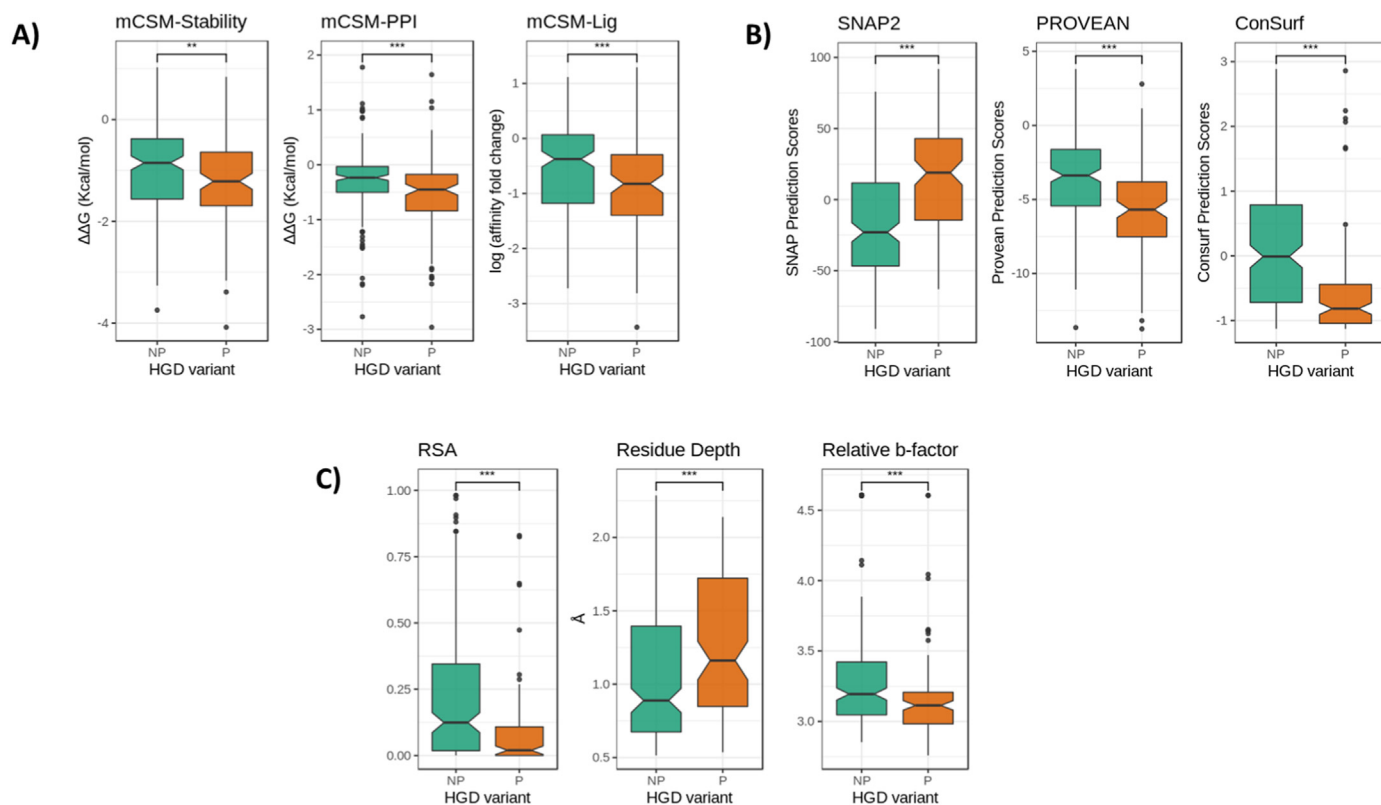 A)
mCSM-Stability
**
ΔΔG (Kcal/mol)
0
-2
-4
NP
P
HGD variant
mCSM-PPI
***
ΔΔG (Kcal/mol)
2
1
0
-1
-2
-3
NP
P
HGD variant
mCSM-Lig
***
log (affinity fold change)
1
-0
-1
-2
-3
NP
P
HGD variant
B)
SNAP2
***
SNAP Prediction Scores
100
50
0
-50
-100
NP
P
HGD variant
PROVEAN
***
Provean Prediction Scores
5
0
-5
-10
NP
P
HGD variant
ConSurf
***
Consurf Prediction Scores
3
2
1
0
-1
NP
P
HGD variant
C)
RSA
***
1.00
0.75
0.50
0.25
0.00
NP
P
HGD variant
Residue Depth
***
Å
2.0
1.5
1.0
0.5
NP
P
HGD variant
Relative b-factor
***
4.5
4.0
3.5
3.0
NP
P
HGD variant